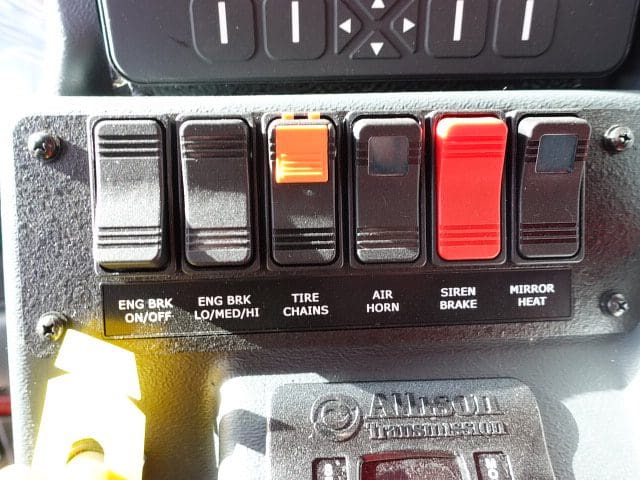 ENG BRK
ON/OFF
ENG BRK
LO/MED/HI
TIRE
CHAINS
AIR
HORN
SIREN
BRAKE
MIRROR
HEAT
Allison
Transmission